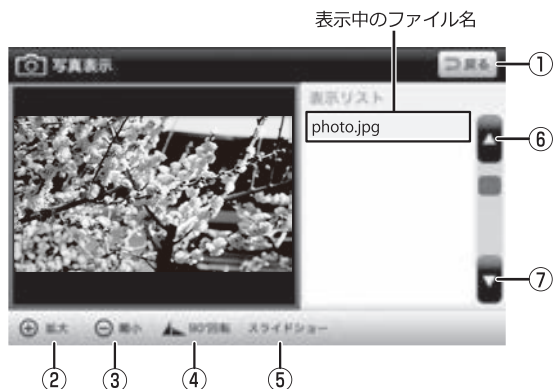 表示中のファイル名
写真表示
戻る
①
表示リスト
photo.jpg
⑥
⑦
拡大
縮小
90°回転
スライドショー
②
③
④
⑤